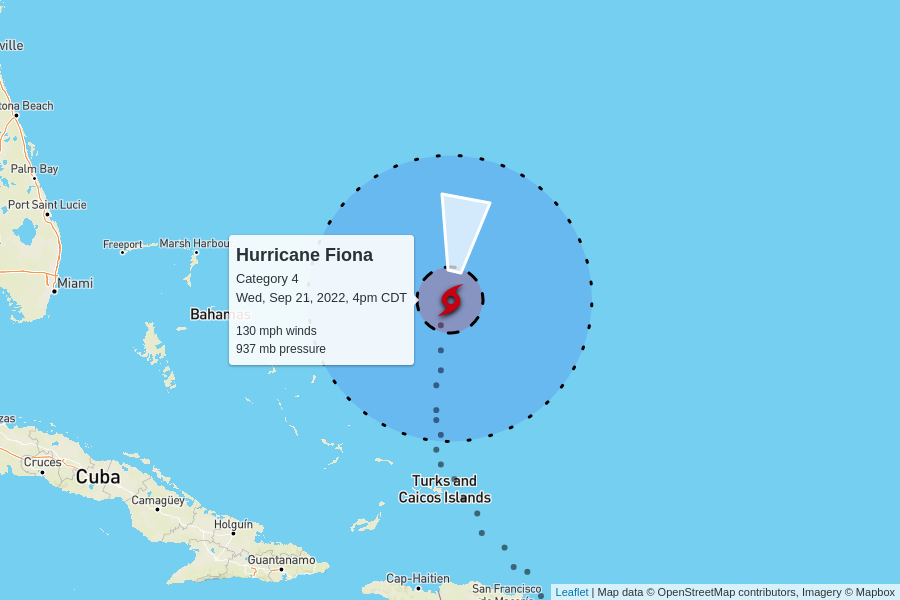 ville
tona Beach
Palm Bay
Port Saint Lucie
Freeport
Marsh Harbou
Hurricane Fiona
Category 4
Wed, Sep 21, 2022, 4pm CDT
130 mph winds
937 mb pressure
Miami
Bahamas
zas
Cruces
Cuba
Camagüey
Holguín
Guantanamo
Turks and
Caicos Islands
Cap-Haitien
San Francisco
de Macorís
Leaflet | Map data © OpenStreetMap contributors, Imagery © Mapbox